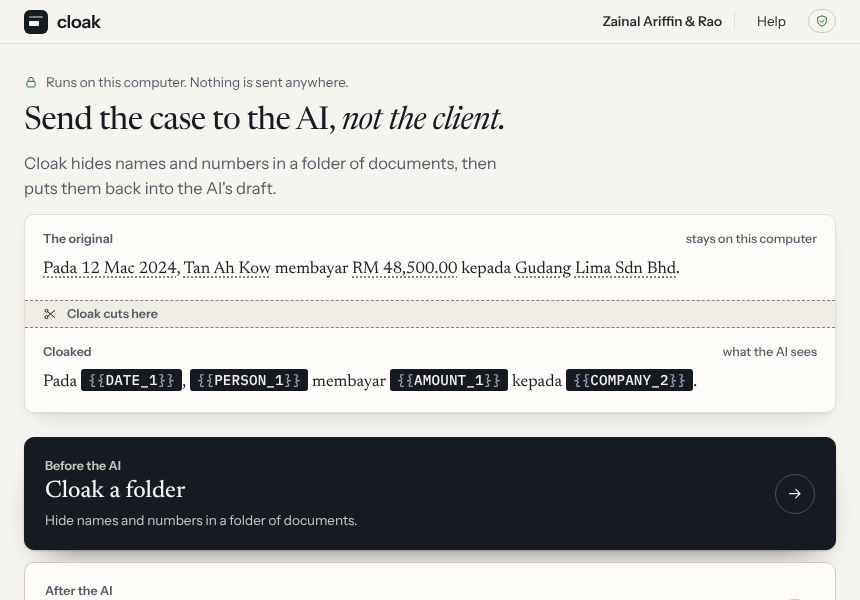 cloak
Zainal Ariffin & Rao
Help
Runs on this computer. Nothing is sent anywhere.
Send the case to the AI, not the client.
Cloak hides names and numbers in a folder of documents, then
puts them back into the AI's draft.
The original
stays on this computer
Pada 12 Mac 2024, Tan Ah Kow membayar RM 48,500.00 kepada Gudang Lima Sdn Bhd.
Cloak cuts here
Cloaked
what the AI sees
Pada {{DATE_1}}, {{PERSON_1}} membayar {{AMOUNT_1}} kepada {{COMPANY_2}}.
Before the AI
Cloak a folder
Hide names and numbers in a folder of documents.
After the AI